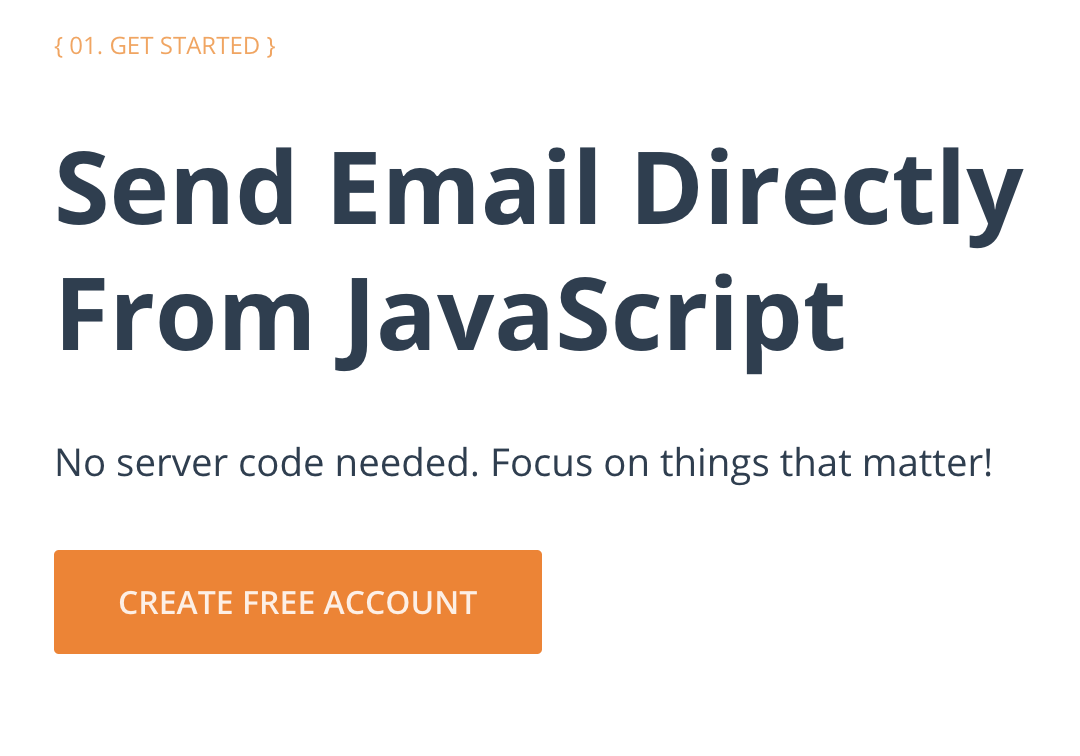 { 01. GET STARTED }
Send Email Directly
From JavaScript
No server code needed. Focus on things that matter!
CREATE FREE ACCOUNT